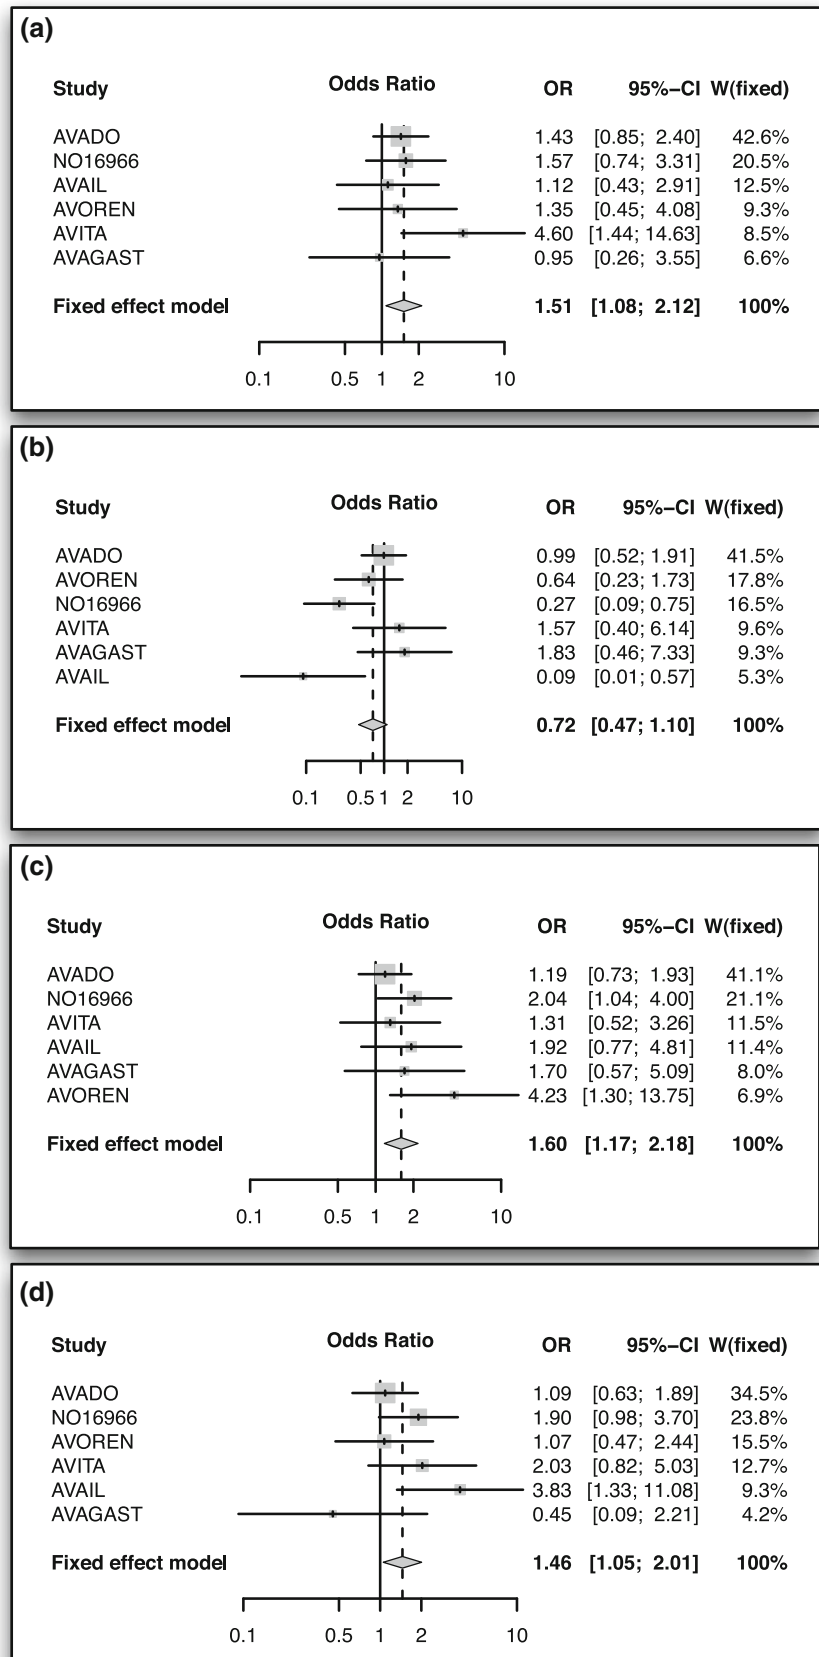 (a)
Study Odds Ratio OR 95%−CI W(fixed)
AVADO 1.43 [0.85; 2.40] 42.6%
NO16966 1.57 [0.74; 3.31] 20.5%
AVAIL 1.12 [0.43; 2.91] 12.5%
AVOREN 1.35 [0.45; 4.08] 9.3%
AVITA 4.60 [1.44; 14.63] 8.5%
AVAGAST 0.95 [0.26; 3.55] 6.6%
Fixed effect model 1.51 [1.08; 2.12] 100%
0.1 0.5 1 2 10
(b)
Study Odds Ratio OR 95%−CI W(fixed)
AVADO 0.99 [0.52; 1.91] 41.5%
AVOREN 0.64 [0.23; 1.73] 17.8%
NO16966 0.27 [0.09; 0.75] 16.5%
AVITA 1.57 [0.40; 6.14] 9.6%
AVAGAST 1.83 [0.46; 7.33] 9.3%
AVAIL 0.09 [0.01; 0.57] 5.3%
Fixed effect model 0.72 [0.47; 1.10] 100%
0.1 0.5 1 2 10
(c)
Study Odds Ratio OR 95%−CI W(fixed)
AVADO 1.19 [0.73; 1.93] 41.1%
NO16966 2.04 [1.04; 4.00] 21.1%
AVITA 1.31 [0.52; 3.26] 11.5%
AVAIL 1.92 [0.77; 4.81] 11.4%
AVAGAST 1.70 [0.57; 5.09] 8.0%
AVOREN 4.23 [1.30; 13.75] 6.9%
Fixed effect model 1.60 [1.17; 2.18] 100%
0.1 0.5 1 2 10
(d)
Study Odds Ratio OR 95%−CI W(fixed)
AVADO 1.09 [0.63; 1.89] 34.5%
NO16966 1.90 [0.98; 3.70] 23.8%
AVOREN 1.07 [0.47; 2.44] 15.5%
AVITA 2.03 [0.82; 5.03] 12.7%
AVAIL 3.83 [1.33; 11.08] 9.3%
AVAGAST 0.45 [0.09; 2.21] 4.2%
Fixed effect model 1.46 [1.05; 2.01] 100%
0.1 0.5 1 2 10